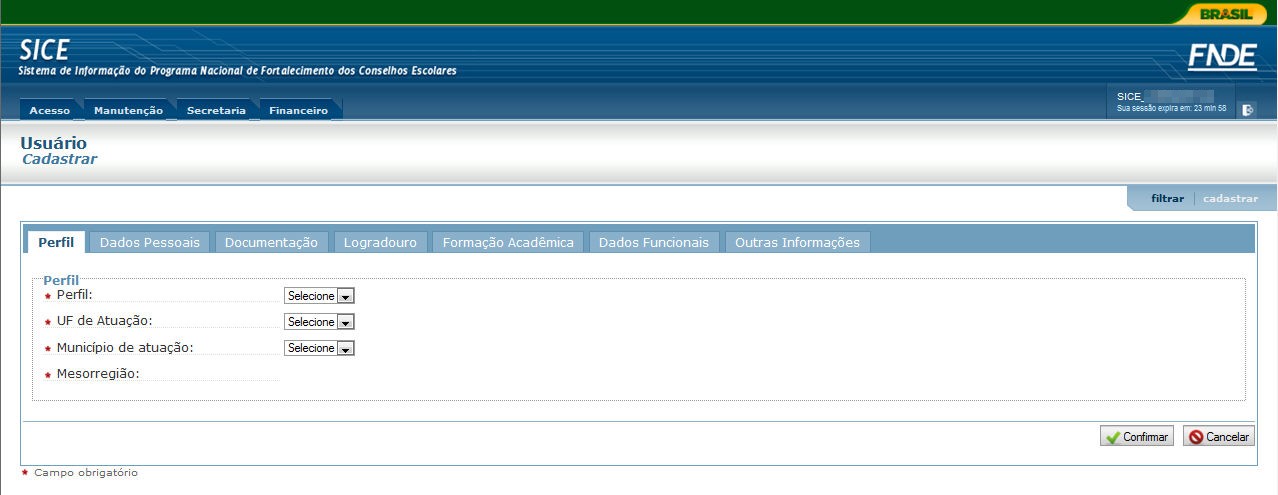 BRASIL
SICE
Sistema de Informação do Programa Nacional de Fortalecimento dos Conselhos Escolares
FNDE
Acesso Manutenção Secretaria Financeiro
SICE_
Sua sessão expira em: 23 min 58
Usuário
Cadastrar
filtrar cadastrar
Perfil Dados Pessoais Documentação Logradouro Formação Acadêmica Dados Funcionais Outras Informações
Perfil
* Perfil: Selecione
* UF de Atuação: Selecione
* Município de atuação: Selecione
* Mesorregião:
Confirmar Cancelar
* Campo obrigatório